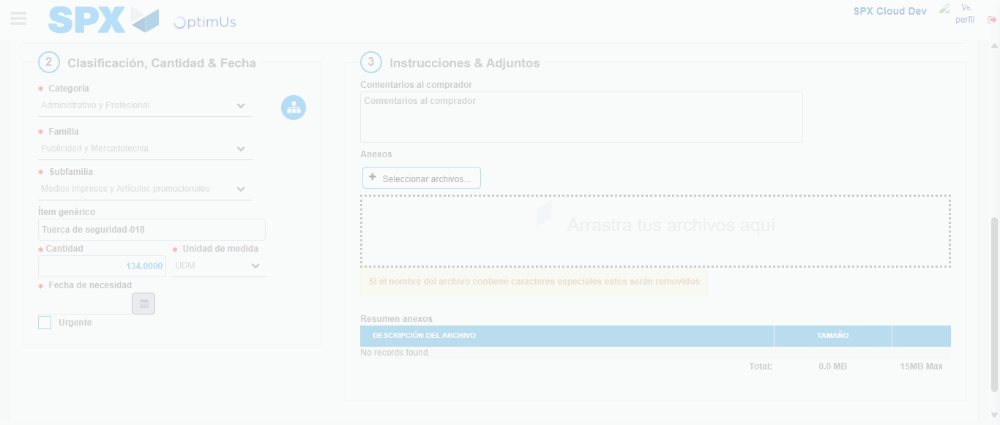 SPX OptimUs
SPX Cloud Dev
Ve
perfil
2 Clasificación, Cantidad & Fecha
* Categoría
Administrativo y Profesional
* Familia
Publicidad y Mercadotecnia
* Subfamilia
Medios impresos y Artículos promocionales
Ítem genérico
Tuerca de seguridad-018
* Cantidad * Unidad de medida
134.0000 UDM
* Fecha de necesidad
Urgente
3 Instrucciones & Adjuntos
Comentarios al comprador
Comentarios al comprador
Anexos
+ Seleccionar archivos...
Arrastra tus archivos aquí
Si el nombre del archivo contiene caracteres especiales estos serán removidos
Resumen anexos
DESCRIPCIÓN DEL ARCHIVO TAMAÑO
No records found.
Total: 0.0 MB 15MB Max